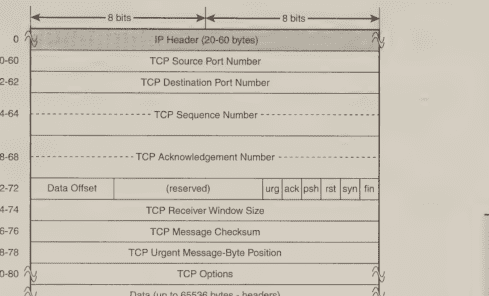 8 bits 8 bits
0 IP Header (20-60 bytes)
0-60 TCP Source Port Number
2-62 TCP Destination Port Number
4-64 TCP Sequence Number
8-68 TCP Acknowledgement Number
2-72 Data Offset (reserved) urg ack psh rst syn fin
4-74 TCP Receiver Window Size
6-76 TCP Message Checksum
8-78 TCP Urgent Message-Byte Position
0-80 TCP Options
Data (up to 65536 bytes - headers)